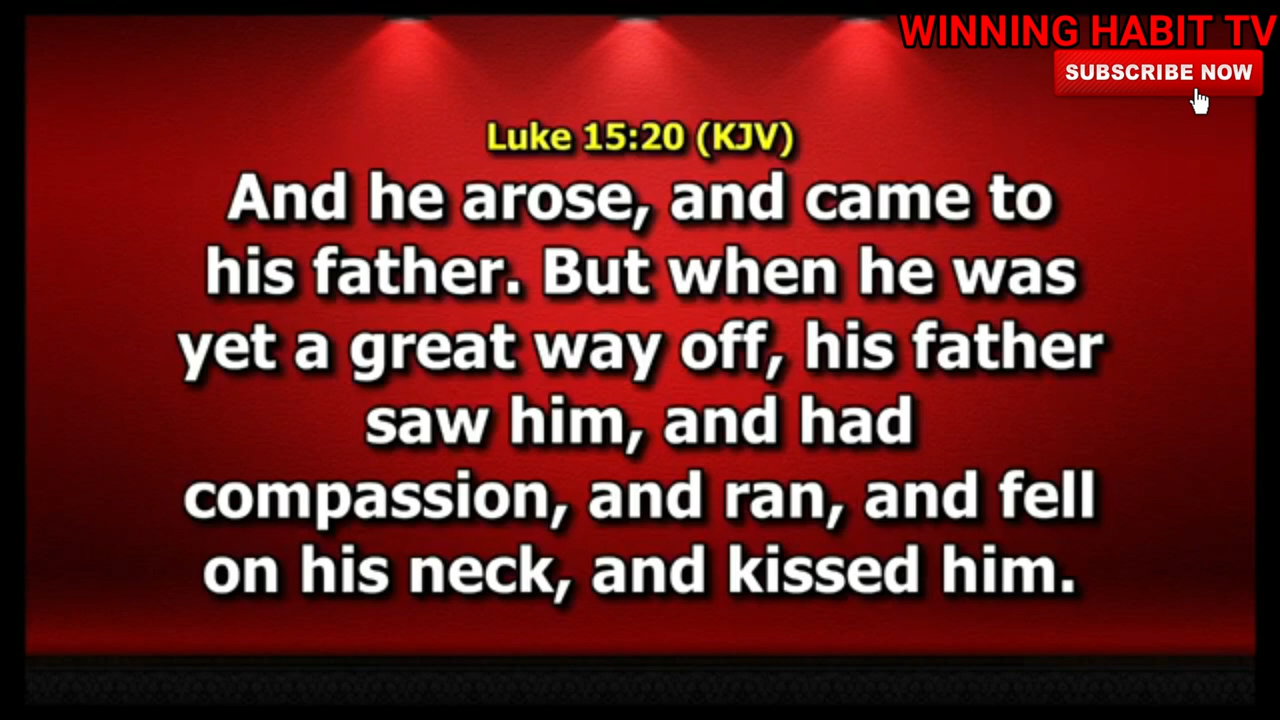 WINNING HABIT TV
SUBSCRIBE NOW
Luke 15:20 (KJV)
And he arose, and came to
his father. But when he was
yet a great way off, his father
saw him, and had
compassion, and ran, and fell
on his neck, and kissed him.